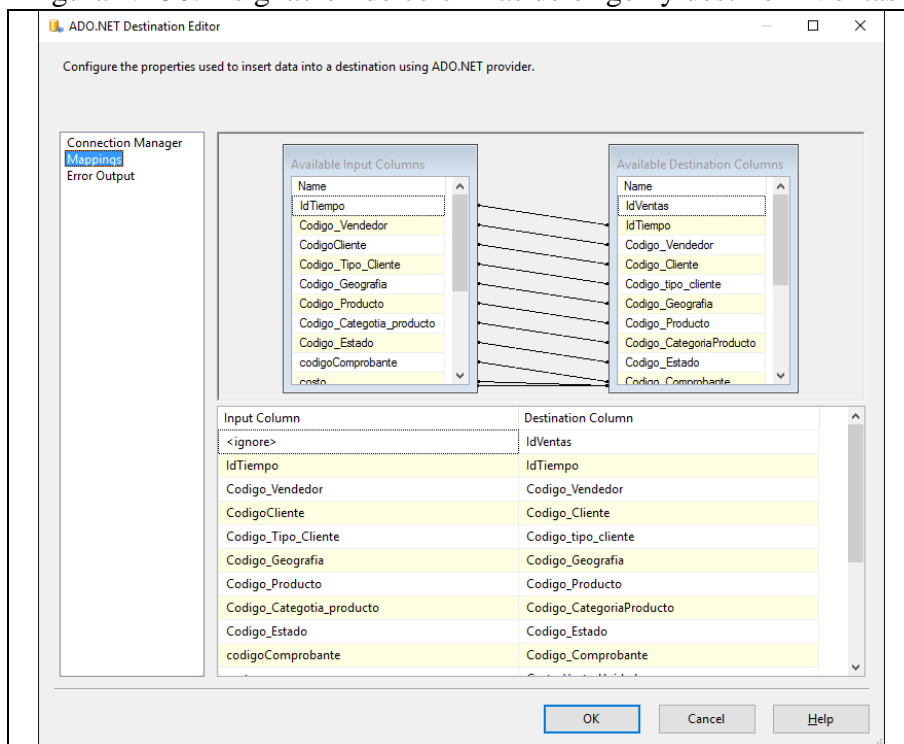 ADO.NET Destination Editor
Configure the properties used to insert data into a destination using ADO.NET provider.
Connection Manager
Mappings
Error Output
Available Input Columns
Name
IdTiempo
Codigo_Vendedor
CodigoCliente
Codigo_Tipo_Cliente
Codigo_Geografia
Codigo_Producto
Codigo_Categotia_producto
Codigo_Estado
codigoComprobante
costo
Available Destination Columns
Name
IdVentas
IdTiempo
Codigo_Vendedor
Codigo_Cliente
Codigo_tipo_cliente
Codigo_Geografia
Codigo_Producto
Codigo_CategoriaProducto
Codigo_Estado
Codigo_Comprobante
Input Column Destination Column
<ignore> IdVentas
IdTiempo IdTiempo
Codigo_Vendedor Codigo_Vendedor
CodigoCliente Codigo_Cliente
Codigo_Tipo_Cliente Codigo_tipo_cliente
Codigo_Geografia Codigo_Geografia
Codigo_Producto Codigo_Producto
Codigo_Categotia_producto Codigo_CategoriaProducto
Codigo_Estado Codigo_Estado
codigoComprobante Codigo_Comprobante
OK Cancel Help